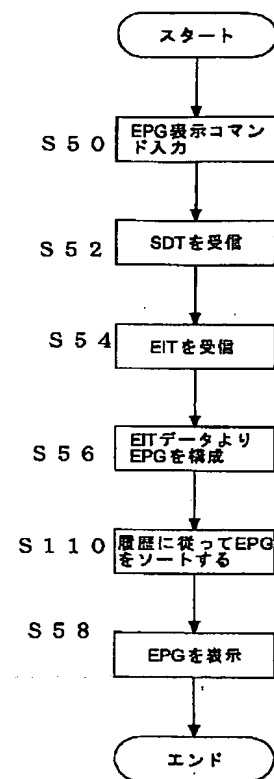 スタート
S50
EPG表示コマン
ド入力
S52
SDTを受信
S54
EITを受信
S56
EITデータより
EPGを構成
S110
履歴に従ってEPG
をソートする
S58
EPGを表示
エンド